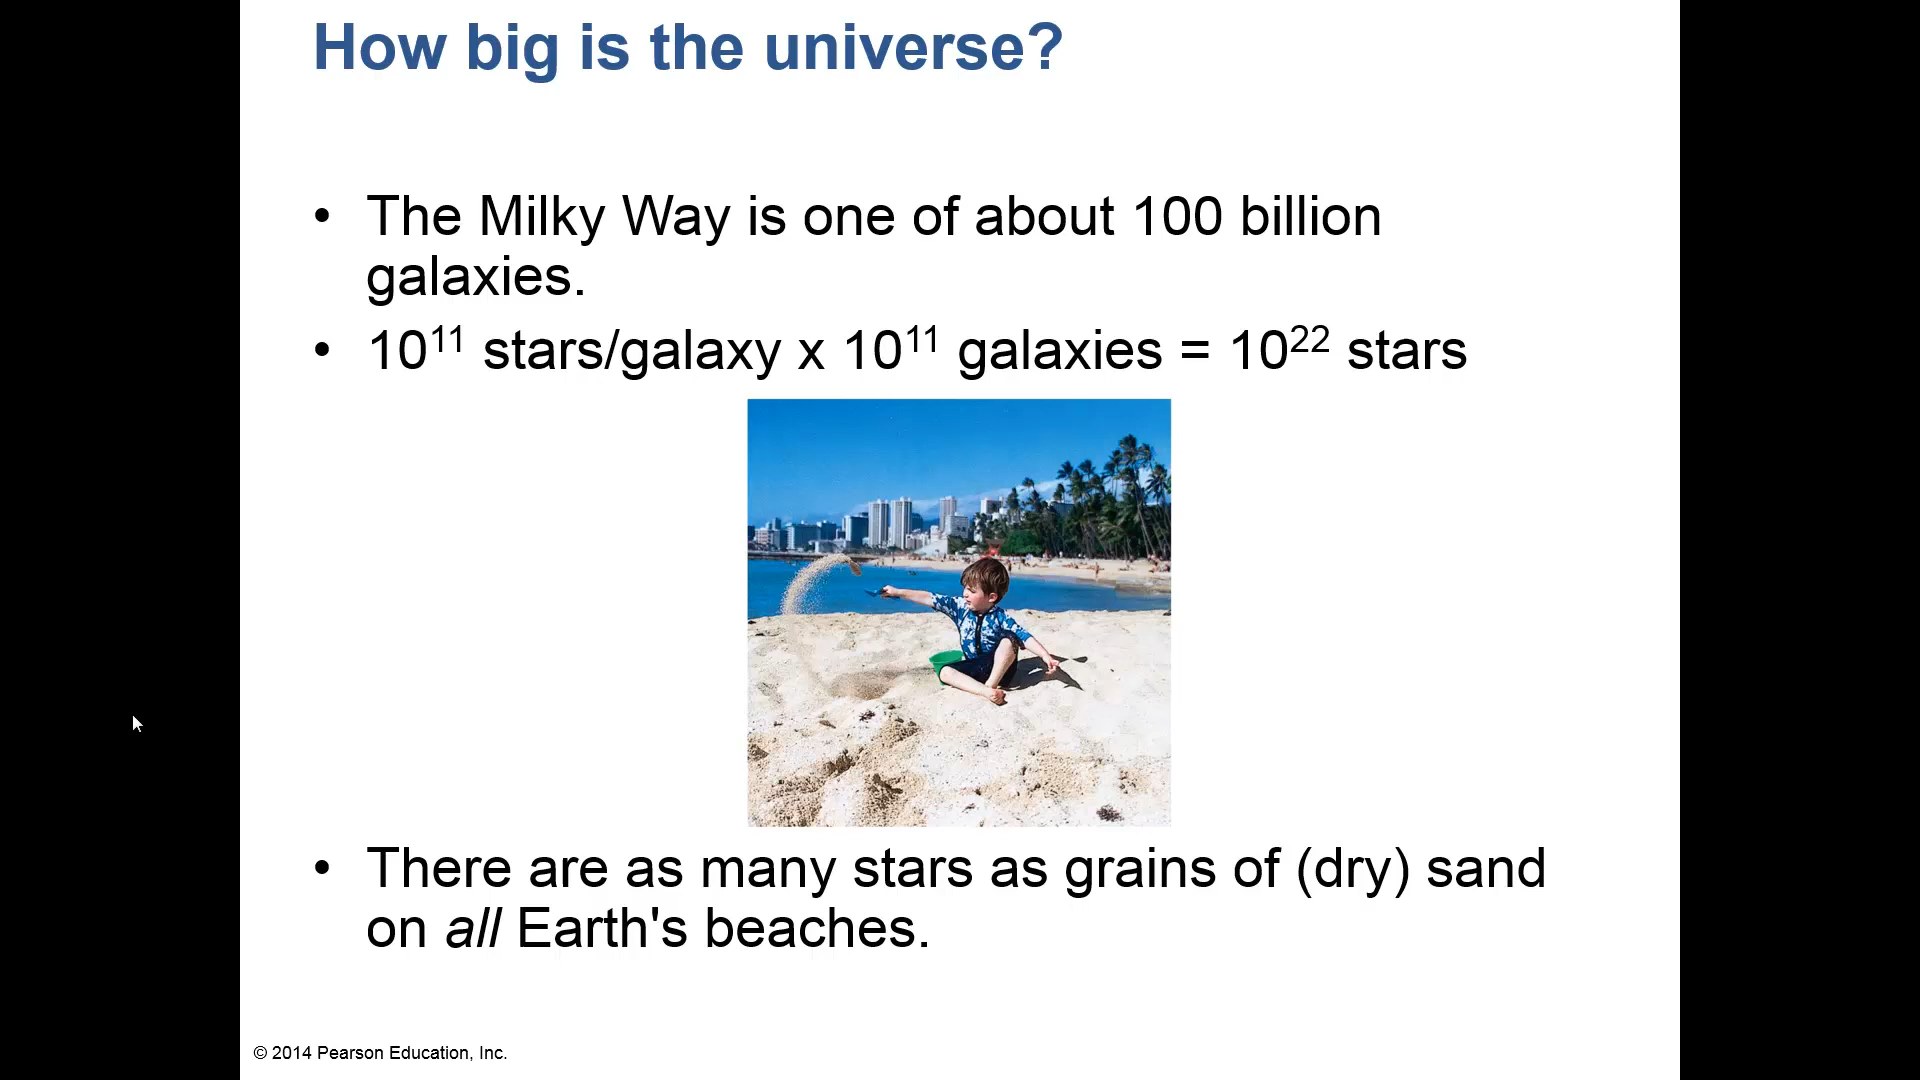 How big is the universe?
• The Milky Way is one of about 100 billion
galaxies.
• 10¹¹ stars/galaxy x 10¹¹ galaxies = 10²² stars
• There are as many stars as grains of (dry) sand
on all Earth's beaches.
© 2014 Pearson Education, Inc.